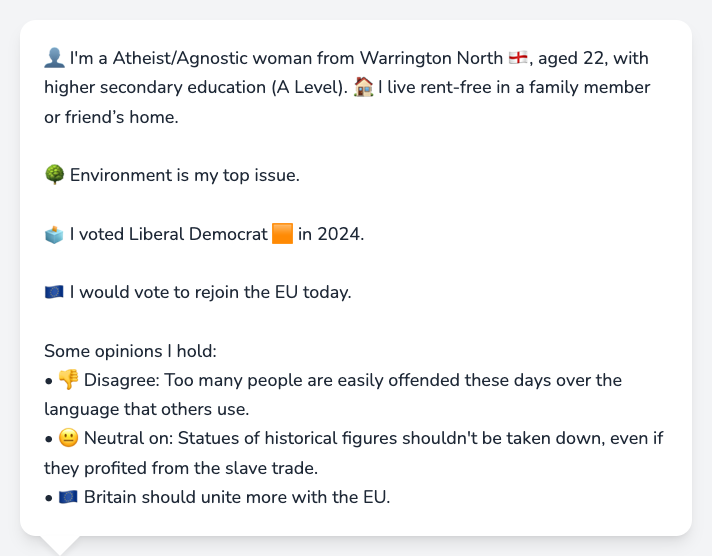 👤 I'm a Atheist/Agnostic woman from Warrington North 🏴󠁧󠁢󠁥󠁮󠁧󠁿, aged 22, with
higher secondary education (A Level). 🏠 I live rent-free in a family member
or friend’s home.
🌳 Environment is my top issue.
🗳️ I voted Liberal Democrat 🟧 in 2024.
🇪🇺 I would vote to rejoin the EU today.
Some opinions I hold:
• 👎 Disagree: Too many people are easily offended these days over the
language that others use.
• 😐 Neutral on: Statues of historical figures shouldn't be taken down, even if
they profited from the slave trade.
• 🇪🇺 Britain should unite more with the EU.